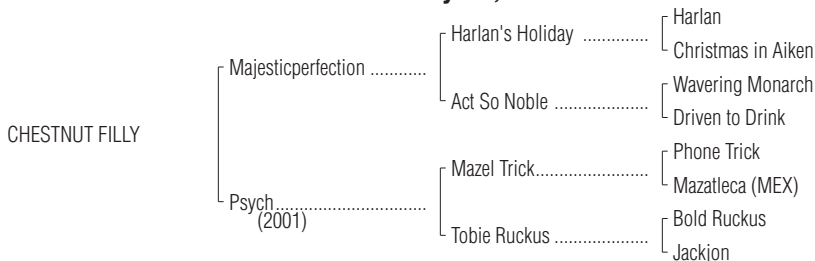 Harlan
Harlan's Holiday ..............
Christmas in Aiken
Majesticperfection ............
Wavering Monarch
Act So Noble .....................
Driven to Drink
CHESTNUT FILLY
Phone Trick
Mazel Trick.........................
Mazatleca (MEX)
Psych................................
(2001)
Bold Ruckus
Tobie Ruckus .....................
Jackjon